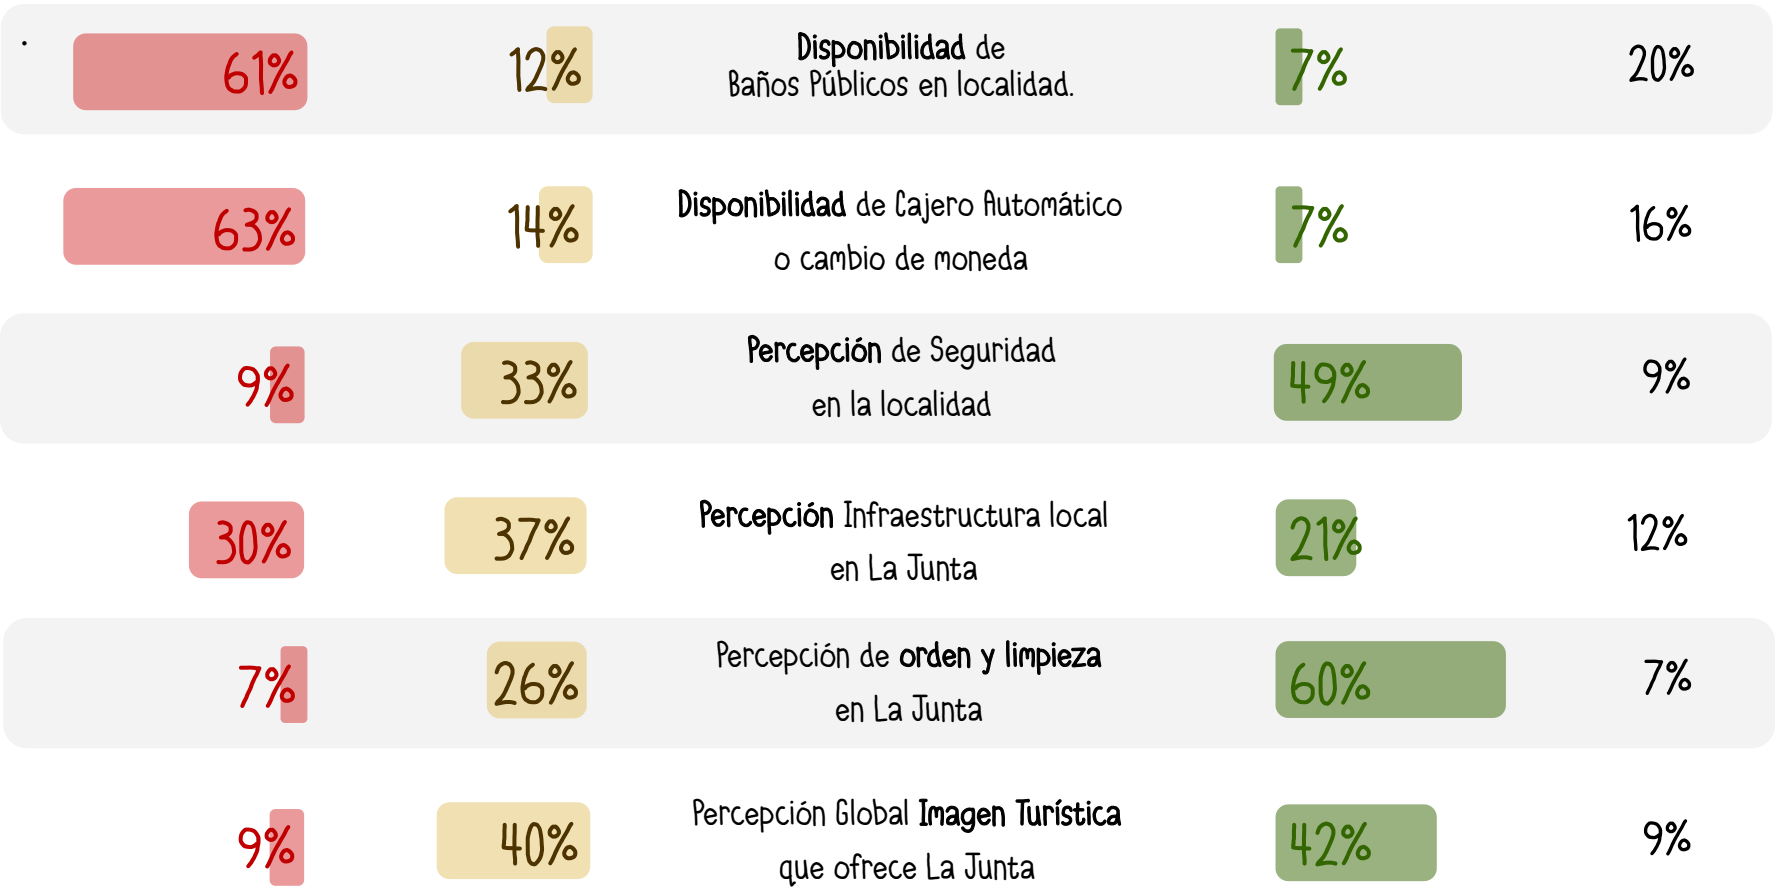 .
61% 12% Disponibilidad de 7% 20%
Baños Públicos en localidad.
63% 14% Disponibilidad de Cajero Automático 7% 16%
o cambio de moneda
9% 33% Percepción de Seguridad 49% 9%
en la localidad
30% 37% Percepción Infraestructura local 21% 12%
en La Junta
7% 26% Percepción de orden y limpieza 60% 7%
en La Junta
9% 40% Percepción Global Imagen Turística 42% 9%
que ofrece La Junta